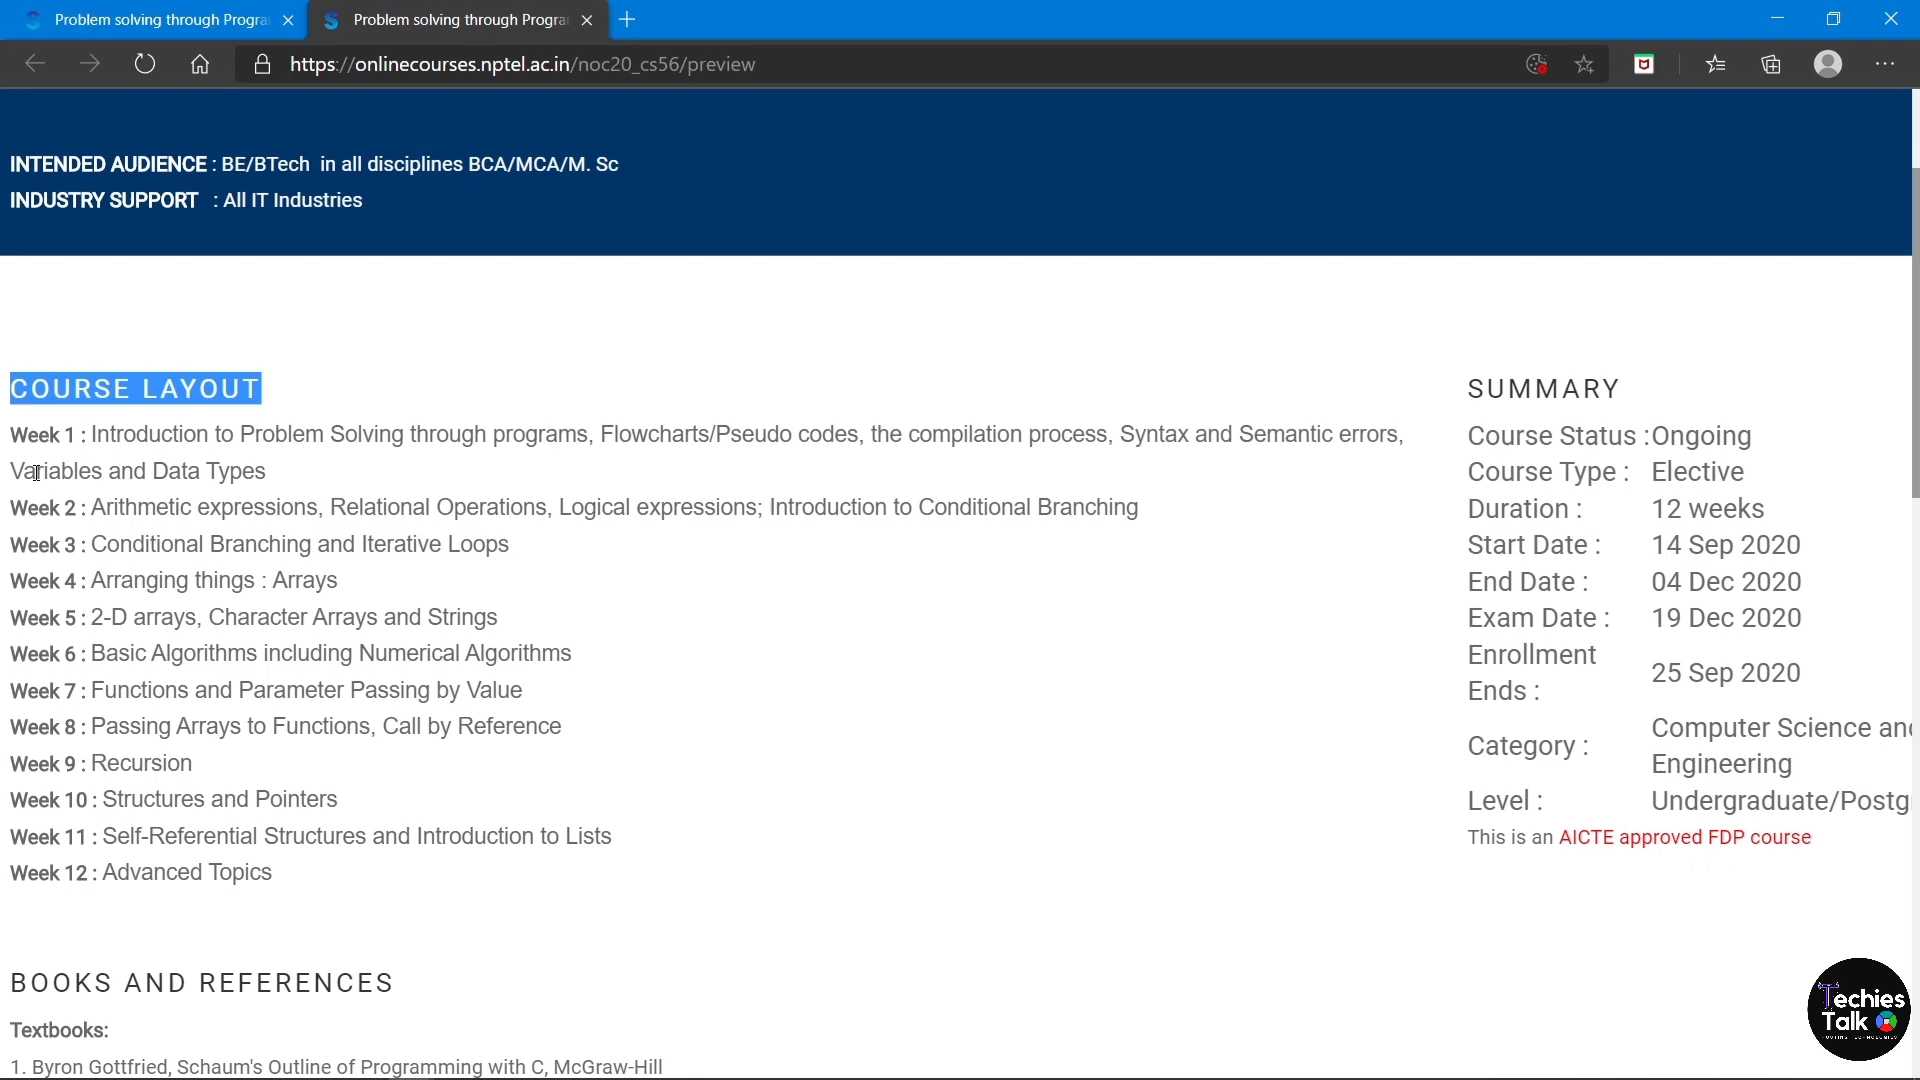 Problem solving through Progra
Problem solving through Progra
https://onlinecourses.nptel.ac.in/noc20_cs56/preview
INTENDED AUDIENCE : BE/BTech in all disciplines BCA/MCA/M. Sc
INDUSTRY SUPPORT : All IT Industries
COURSE LAYOUT
Week 1 : Introduction to Problem Solving through programs, Flowcharts/Pseudo codes, the compilation process, Syntax and Semantic errors,
Variables and Data Types
Week 2 : Arithmetic expressions, Relational Operations, Logical expressions; Introduction to Conditional Branching
Week 3 : Conditional Branching and Iterative Loops
Week 4 : Arranging things : Arrays
Week 5 : 2-D arrays, Character Arrays and Strings
Week 6 : Basic Algorithms including Numerical Algorithms
Week 7 : Functions and Parameter Passing by Value
Week 8 : Passing Arrays to Functions, Call by Reference
Week 9 : Recursion
Week 10 : Structures and Pointers
Week 11 : Self-Referential Structures and Introduction to Lists
Week 12 : Advanced Topics
SUMMARY
Course Status : Ongoing
Course Type : Elective
Duration : 12 weeks
Start Date : 14 Sep 2020
End Date : 04 Dec 2020
Exam Date : 19 Dec 2020
Enrollment
Ends : 25 Sep 2020
Category : Computer Science and
Engineering
Level : Undergraduate/Postg
This is an AICTE approved FDP course
BOOKS AND REFERENCES
Textbooks:
1. Byron Gottfried, Schaum's Outline of Programming with C, McGraw-Hill
Techies
Talk